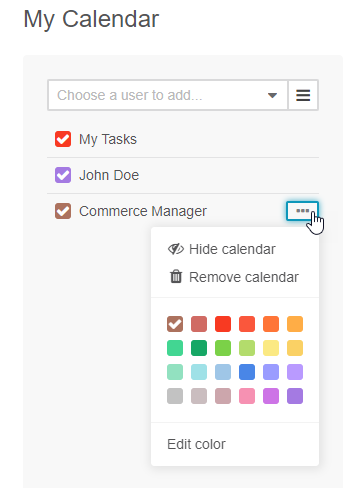 My Calendar
Choose a user to add...
My Tasks
John Doe
Commerce Manager
Hide calendar
Remove calendar
Edit color